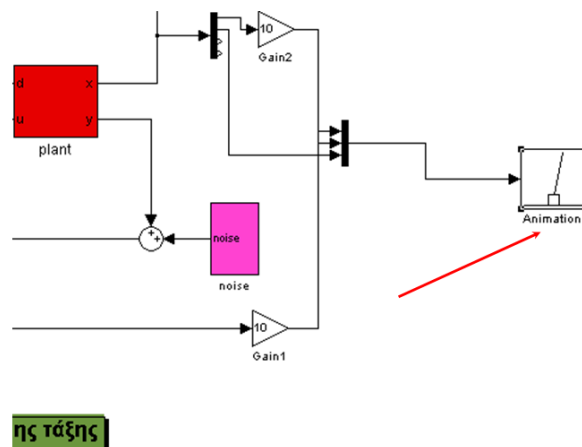 10
Gain2
d
x
u
y
plant
Animation
+
+
noise
noise
10
Gain1
ης τάξης